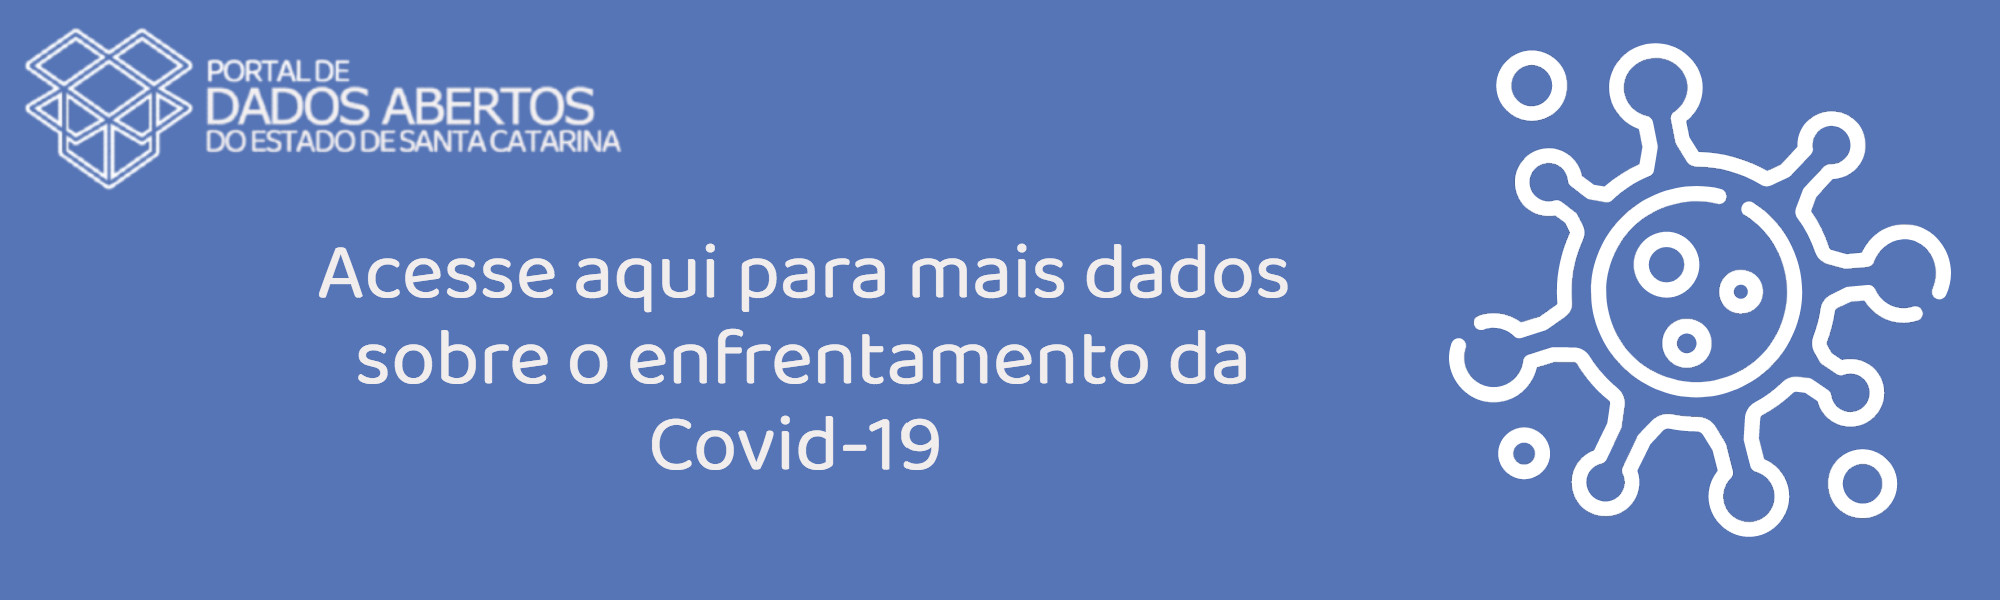 PORTAL DE
DADOS ABERTOS
DO ESTADO DE SANTA CATARINA
Acesse aqui para mais dados
sobre o enfrentamento da
Covid-19